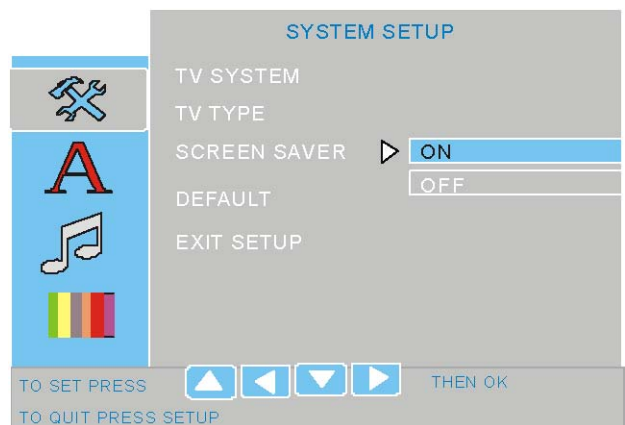 SYSTEM SETUP
TV SYSTEM
TV TYPE
SCREEN SAVER ON
OFF
DEFAULT
EXIT SETUP
A
TO SET PRESS THEN OK
TO QUIT PRESS SETUP